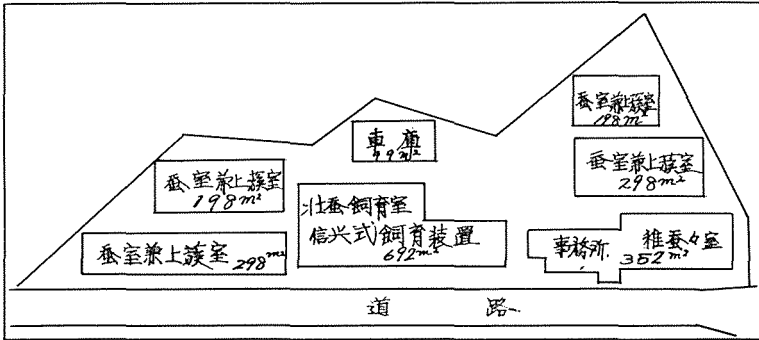 蚕室兼上蔟室
198m²
車庫
99m²
蚕室兼上蔟室
298m²
蚕室兼上蔟室
198m²
壮蚕飼育室
信兴式飼育装置
692m²
蚕室兼上蔟室 298m²
事務所
稚蚕々室
352m²
道 路